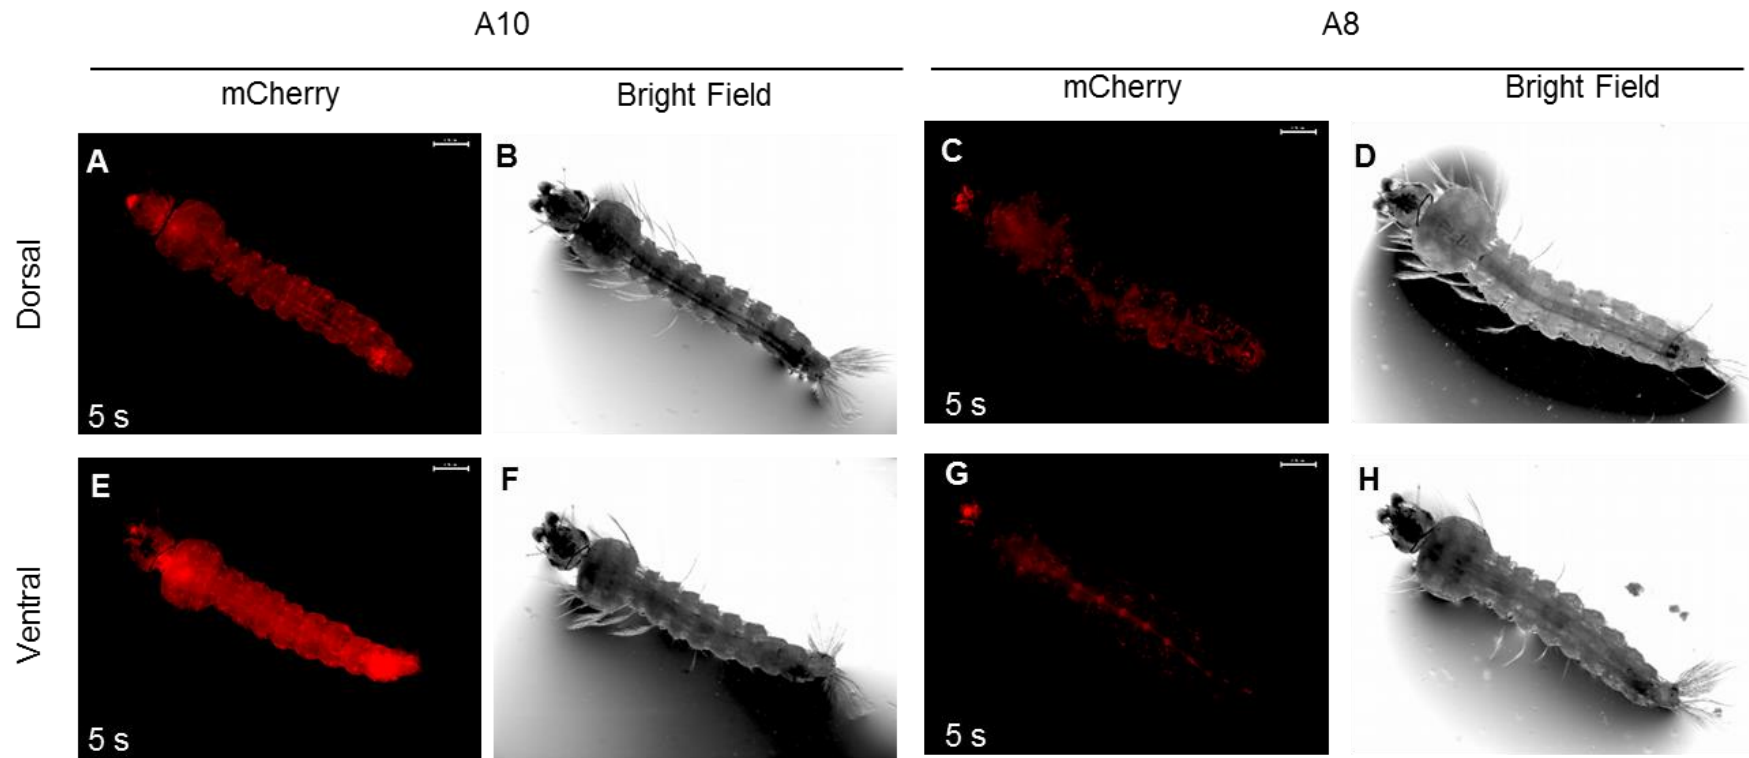 A10
A8
mCherry
Bright Field
mCherry
Bright Field
Dorsal
A
5 s
B
C
5 s
D
Ventral
E
5 s
F
G
5 s
H